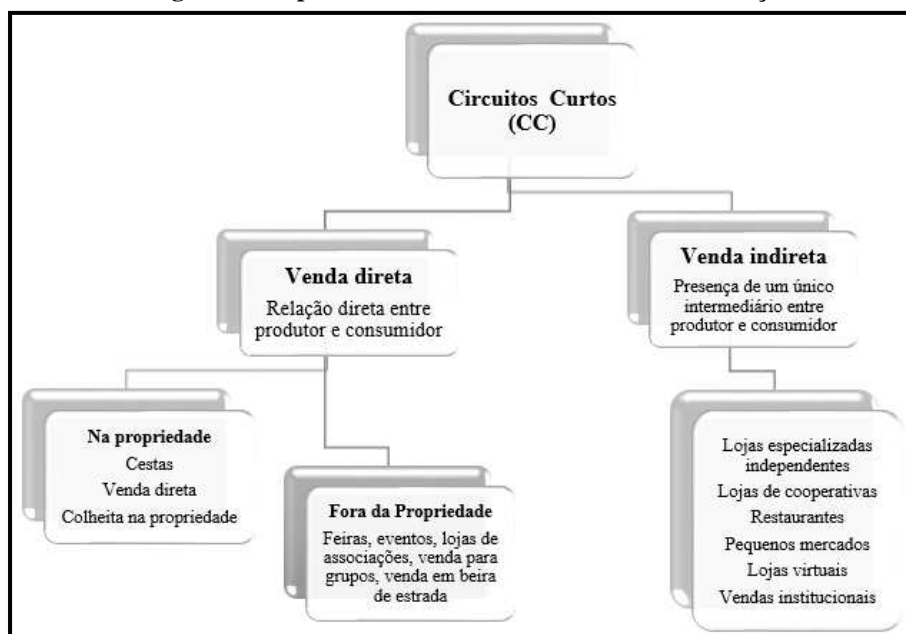 Circuitos Curtos
(CC)
Venda direta
Relação direta entre
produtor e consumidor
Venda indireta
Presença de um único
intermediário entre
produtor e consumidor
Na propriedade
Cestas
Venda direta
Colheita na propriedade
Fora da Propriedade
Feiras, eventos, lojas de
associações, venda para
grupos, venda em beira
de estrada
Lojas especializadas
independentes
Lojas de cooperativas
Restaurantes
Pequenos mercados
Lojas virtuais
Vendas institucionais